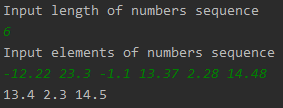 Input length of numbers sequence
6
Input elements of numbers sequence
-12.22 23.3 -1.1 13.37 2.28 14.48
13.4 2.3 14.5